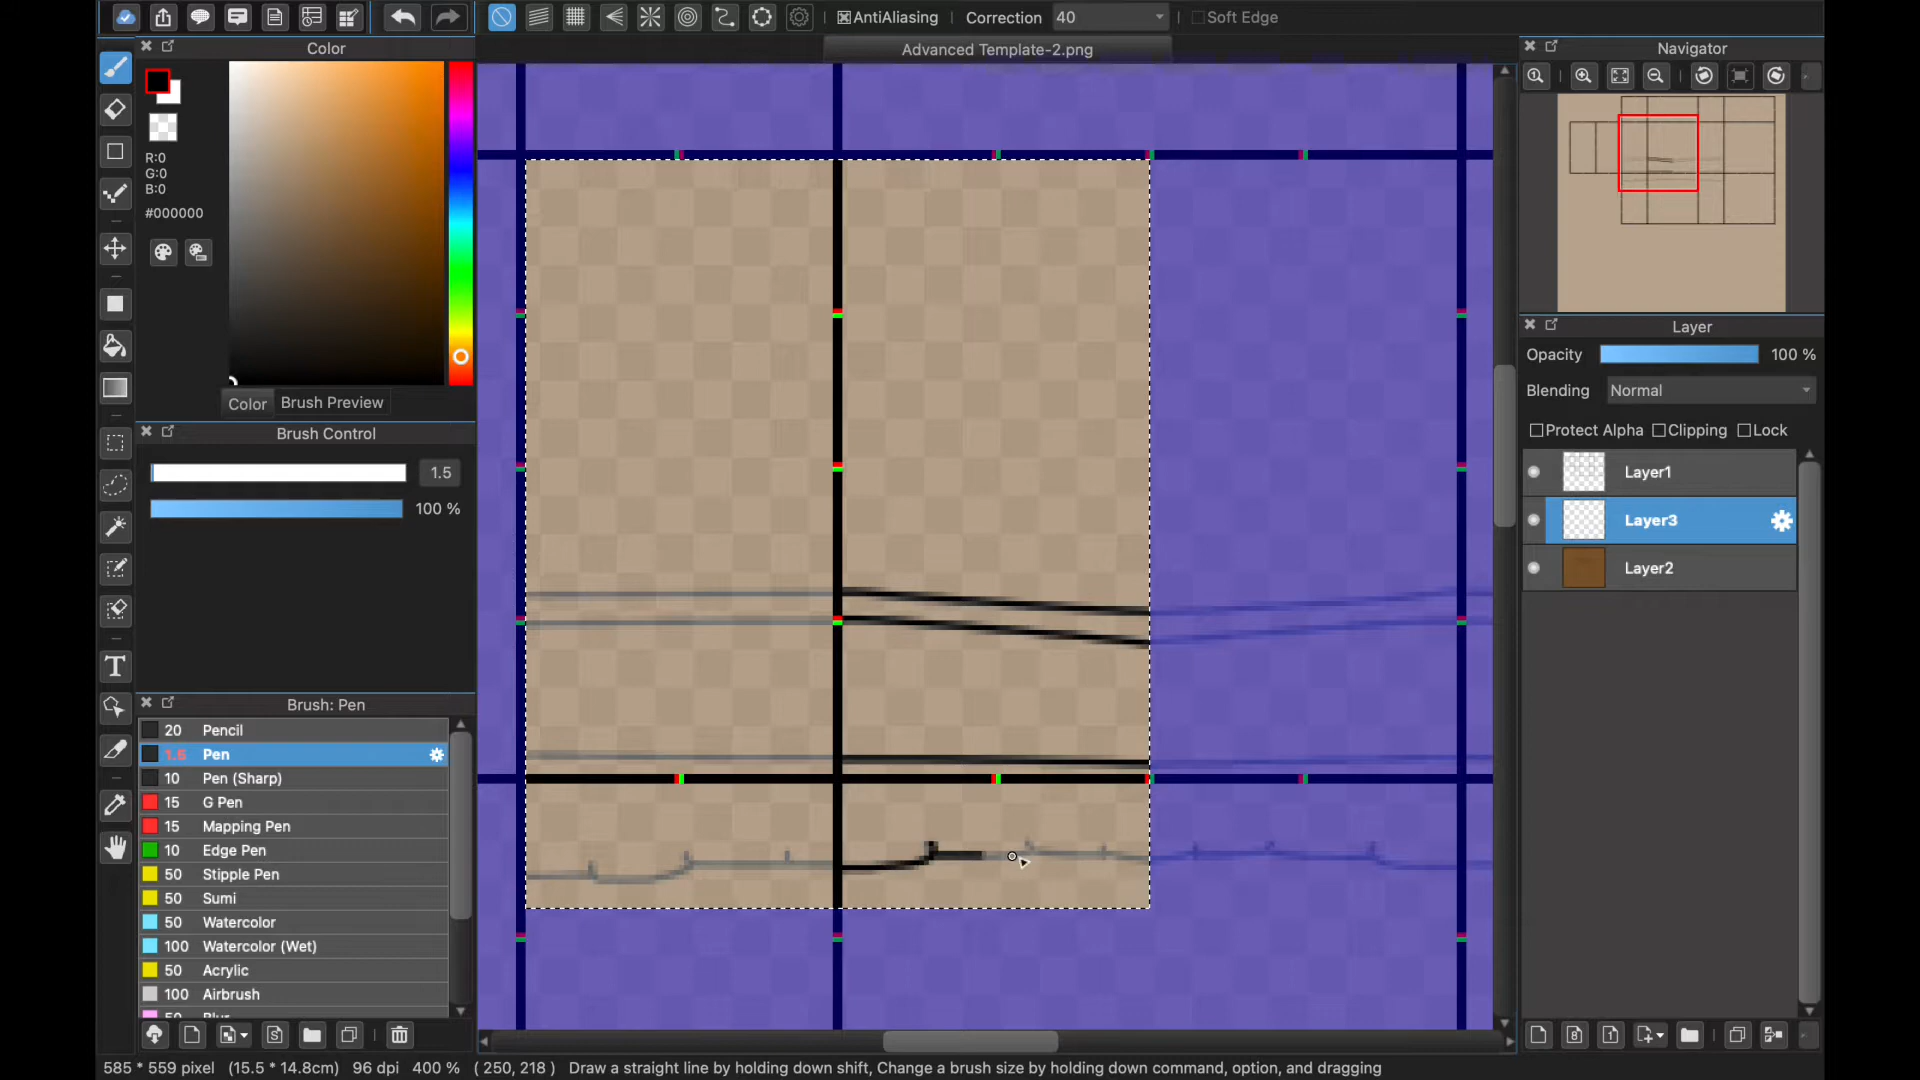 AntiAliasing Correction 40 Soft Edge
Color
Advanced Template-2.png
Navigator
R:0
G:0
B:0
#000000
Color Brush Preview
Brush Control
1.5
100 %
Brush: Pen
20 Pencil
1.5 Pen
10 Pen (Sharp)
15 G Pen
15 Mapping Pen
10 Edge Pen
50 Stipple Pen
50 Sumi
50 Watercolor
100 Watercolor (Wet)
50 Acrylic
100 Airbrush
T
Layer
Opacity 100 %
Blending Normal
Protect Alpha Clipping Lock
Layer1
Layer3
Layer2
585 * 559 pixel (15.5 * 14.8cm) 96 dpi 400 % ( 250, 218 ) Draw a straight line by holding down shift, Change a brush size by holding down command, option, and dragging